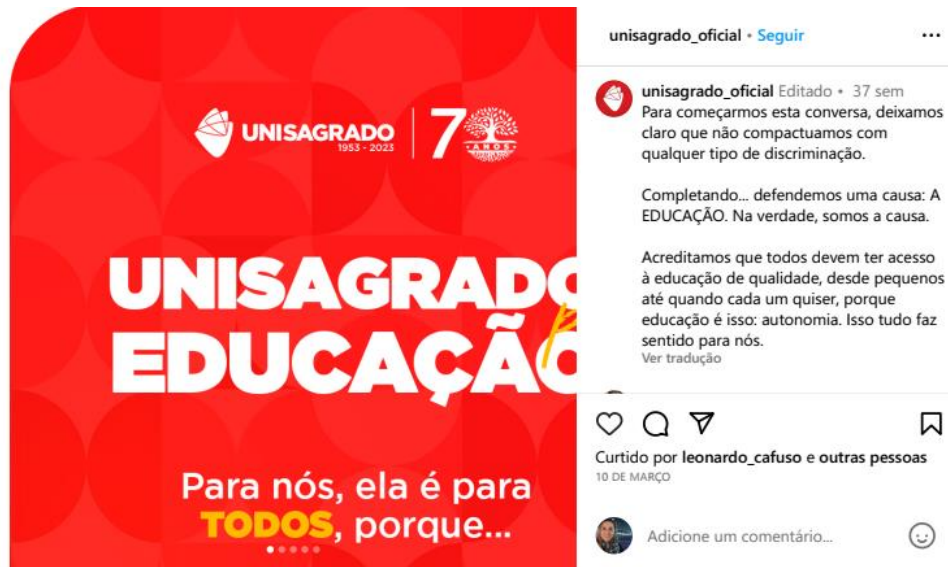 UNISAGRADO
1953 - 2023
70
ANOS
UNISAGRADO
EDUCAÇÃO
Para nós, ela é para
TODOS, porque...
unisagrado_oficial • Seguir
unisagrado_oficial Editado • 37 sem
Para começarmos esta conversa, deixamos
claro que não compactuamos com
qualquer tipo de discriminação.
Completando... defendemos uma causa: A
EDUCAÇÃO. Na verdade, somos a causa.
Acreditamos que todos devem ter acesso
à educação de qualidade, desde pequenos
até quando cada um quiser, porque
educação é isso: autonomia. Isso tudo faz
sentido para nós.
Ver tradução
Curtido por leonardo_cafuso e outras pessoas
10 DE MARÇO
Adicione um comentário...